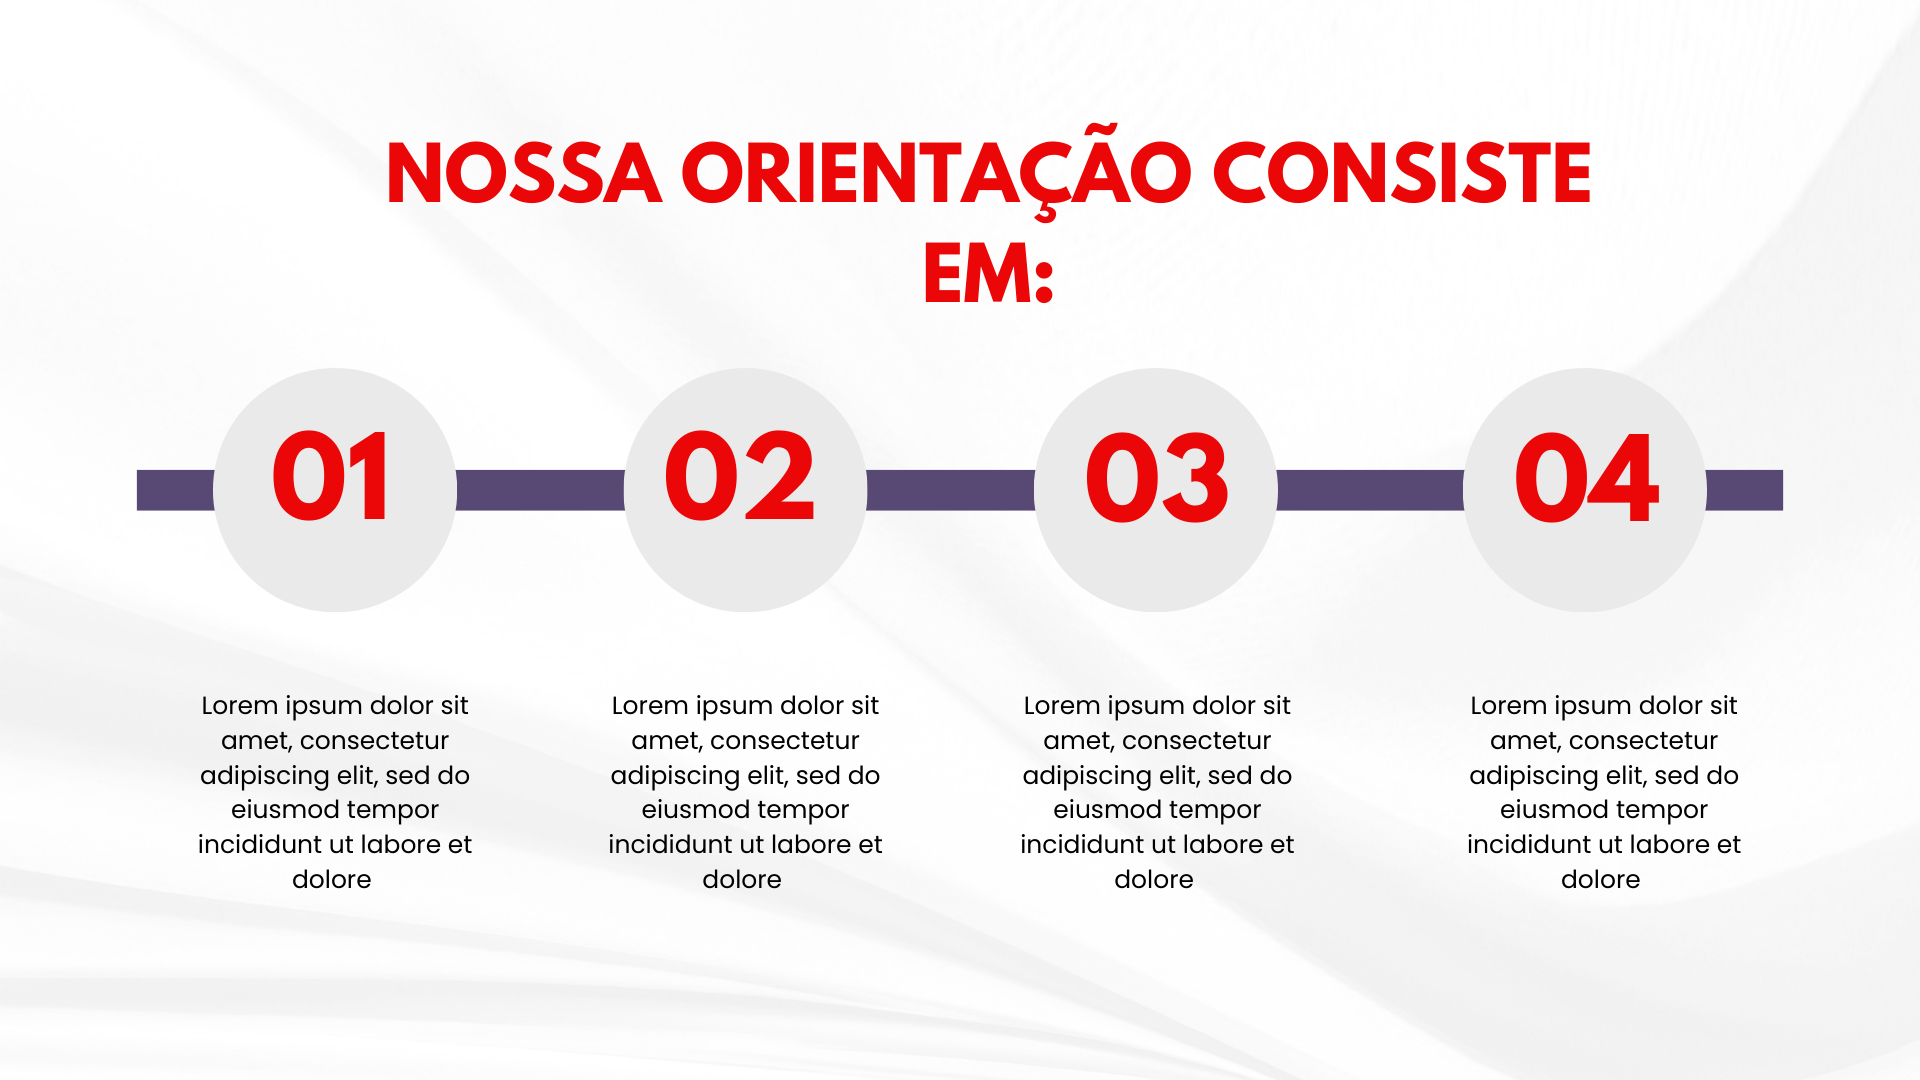 NOSSA ORIENTAÇÃO CONSISTE
EM:
01
02
03
04
Lorem ipsum dolor sit
amet, consectetur
adipiscing elit, sed do
eiusmod tempor
incididunt ut labore et
dolore
Lorem ipsum dolor sit
amet, consectetur
adipiscing elit, sed do
eiusmod tempor
incididunt ut labore et
dolore
Lorem ipsum dolor sit
amet, consectetur
adipiscing elit, sed do
eiusmod tempor
incididunt ut labore et
dolore
Lorem ipsum dolor sit
amet, consectetur
adipiscing elit, sed do
eiusmod tempor
incididunt ut labore et
dolore